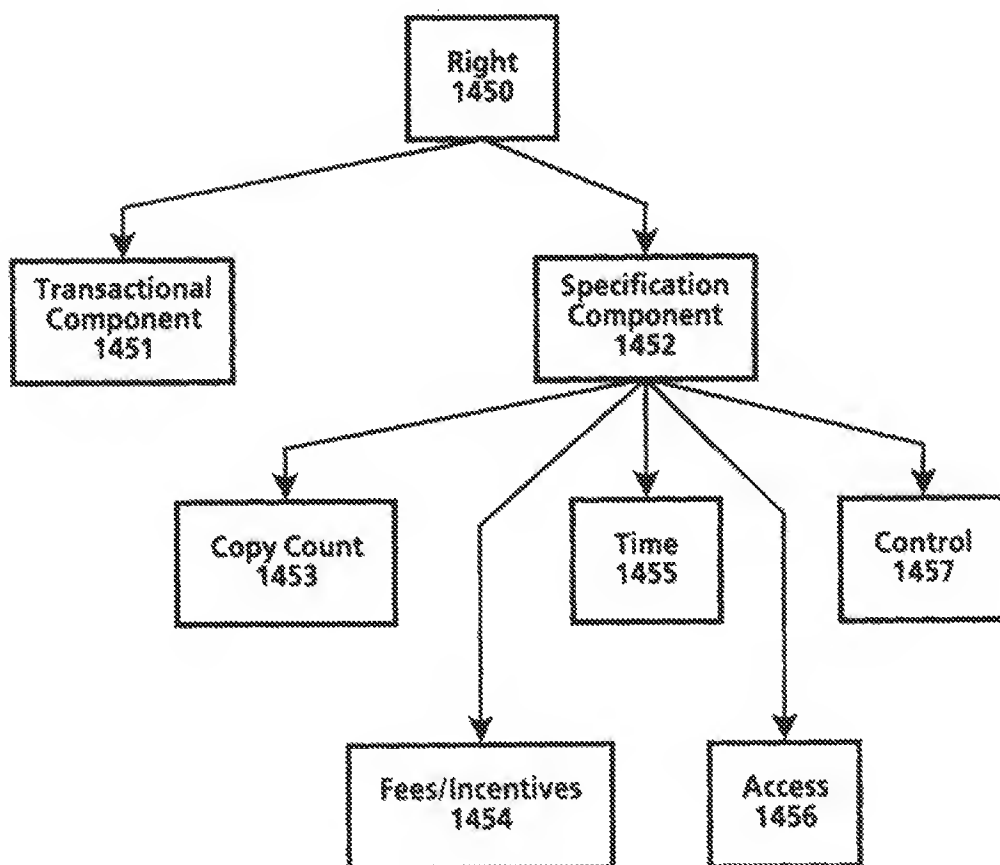 Right
1450
Transactional
Component
1451
Specification
Component
1452
Copy Count
1453
Time
1455
Control
1457
Fees/Incentives
1454
Access
1456